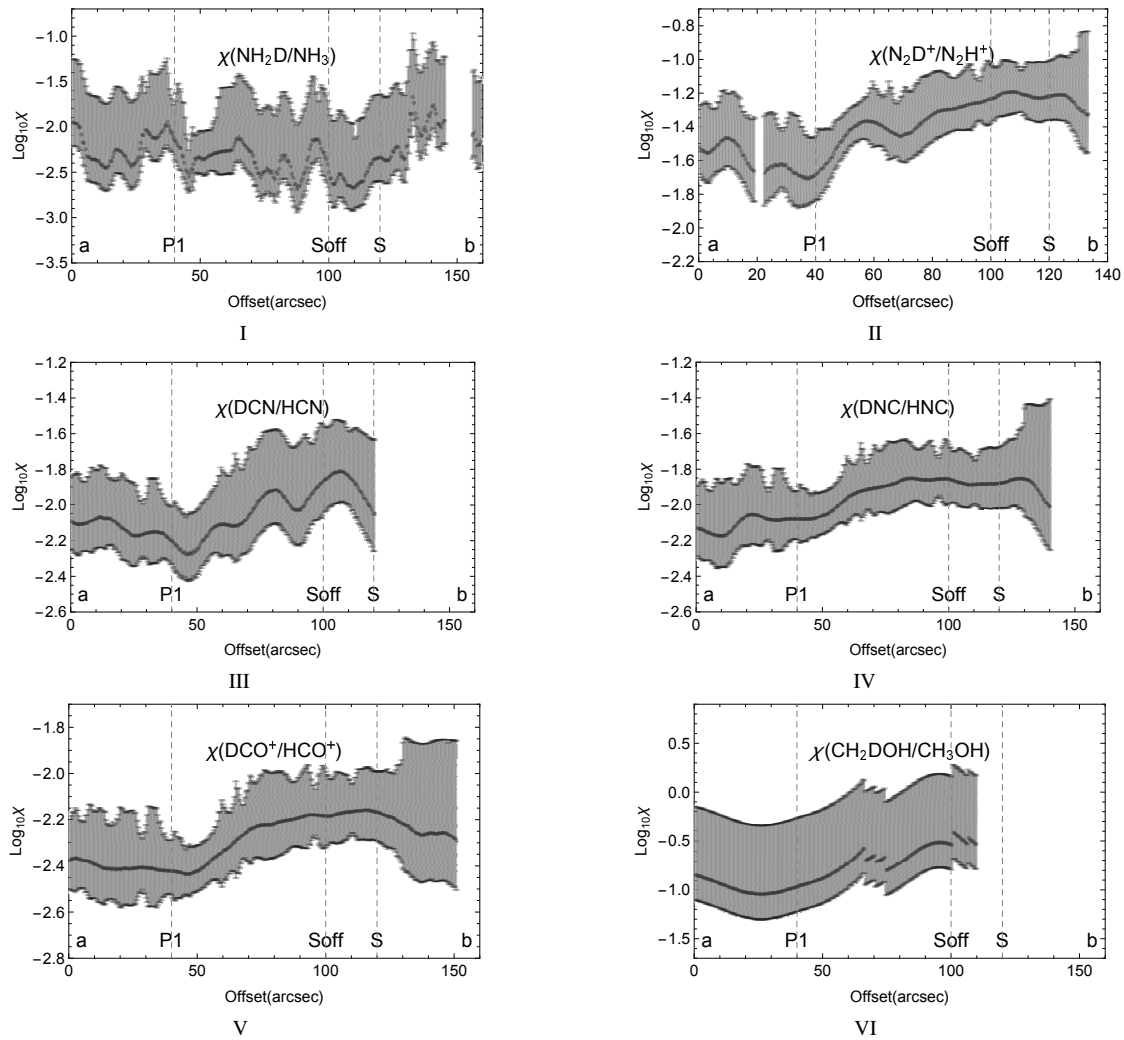 χ(NH₂D/NH₃)
Log₁₀X
-1.0
-1.5
-2.0
-2.5
-3.0
-3.5
a P1 Soff S b
0 50 100 150
Offset(arcsec)
I
χ(N₂D⁺/N₂H⁺)
Log₁₀X
-0.8
-1.0
-1.2
-1.4
-1.6
-1.8
-2.0
-2.2
a P1 Soff S b
0 20 40 60 80 100 120 140
Offset(arcsec)
II
χ(DCN/HCN)
Log₁₀X
-1.2
-1.4
-1.6
-1.8
-2.0
-2.2
-2.4
-2.6
a P1 Soff S b
0 50 100 150
Offset(arcsec)
III
χ(DNC/HNC)
Log₁₀X
-1.2
-1.4
-1.6
-1.8
-2.0
-2.2
-2.4
-2.6
a P1 Soff S b
0 50 100 150
Offset(arcsec)
IV
χ(DCO⁺/HCO⁺)
Log₁₀X
-1.8
-2.0
-2.2
-2.4
-2.6
-2.8
a P1 Soff S b
0 50 100 150
Offset(arcsec)
V
χ(CH₂DOH/CH₃OH)
Log₁₀X
0.5
0.0
-0.5
-1.0
-1.5
a P1 Soff S b
0 50 100 150
Offset(arcsec)
VI